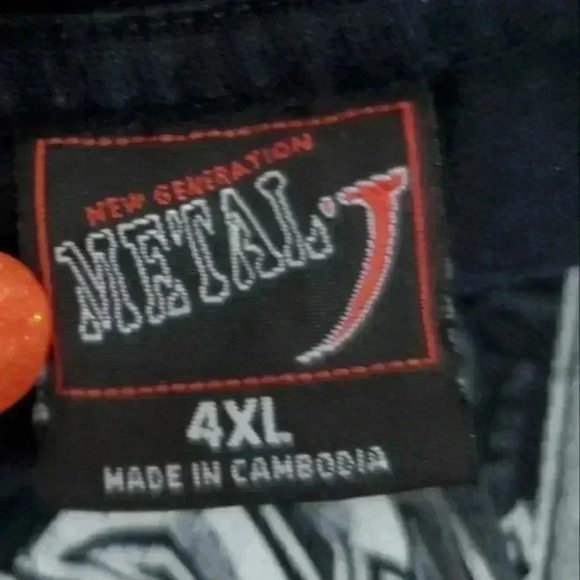 NEW GENERATION
METAL
4XL
MADE IN CAMBODIA